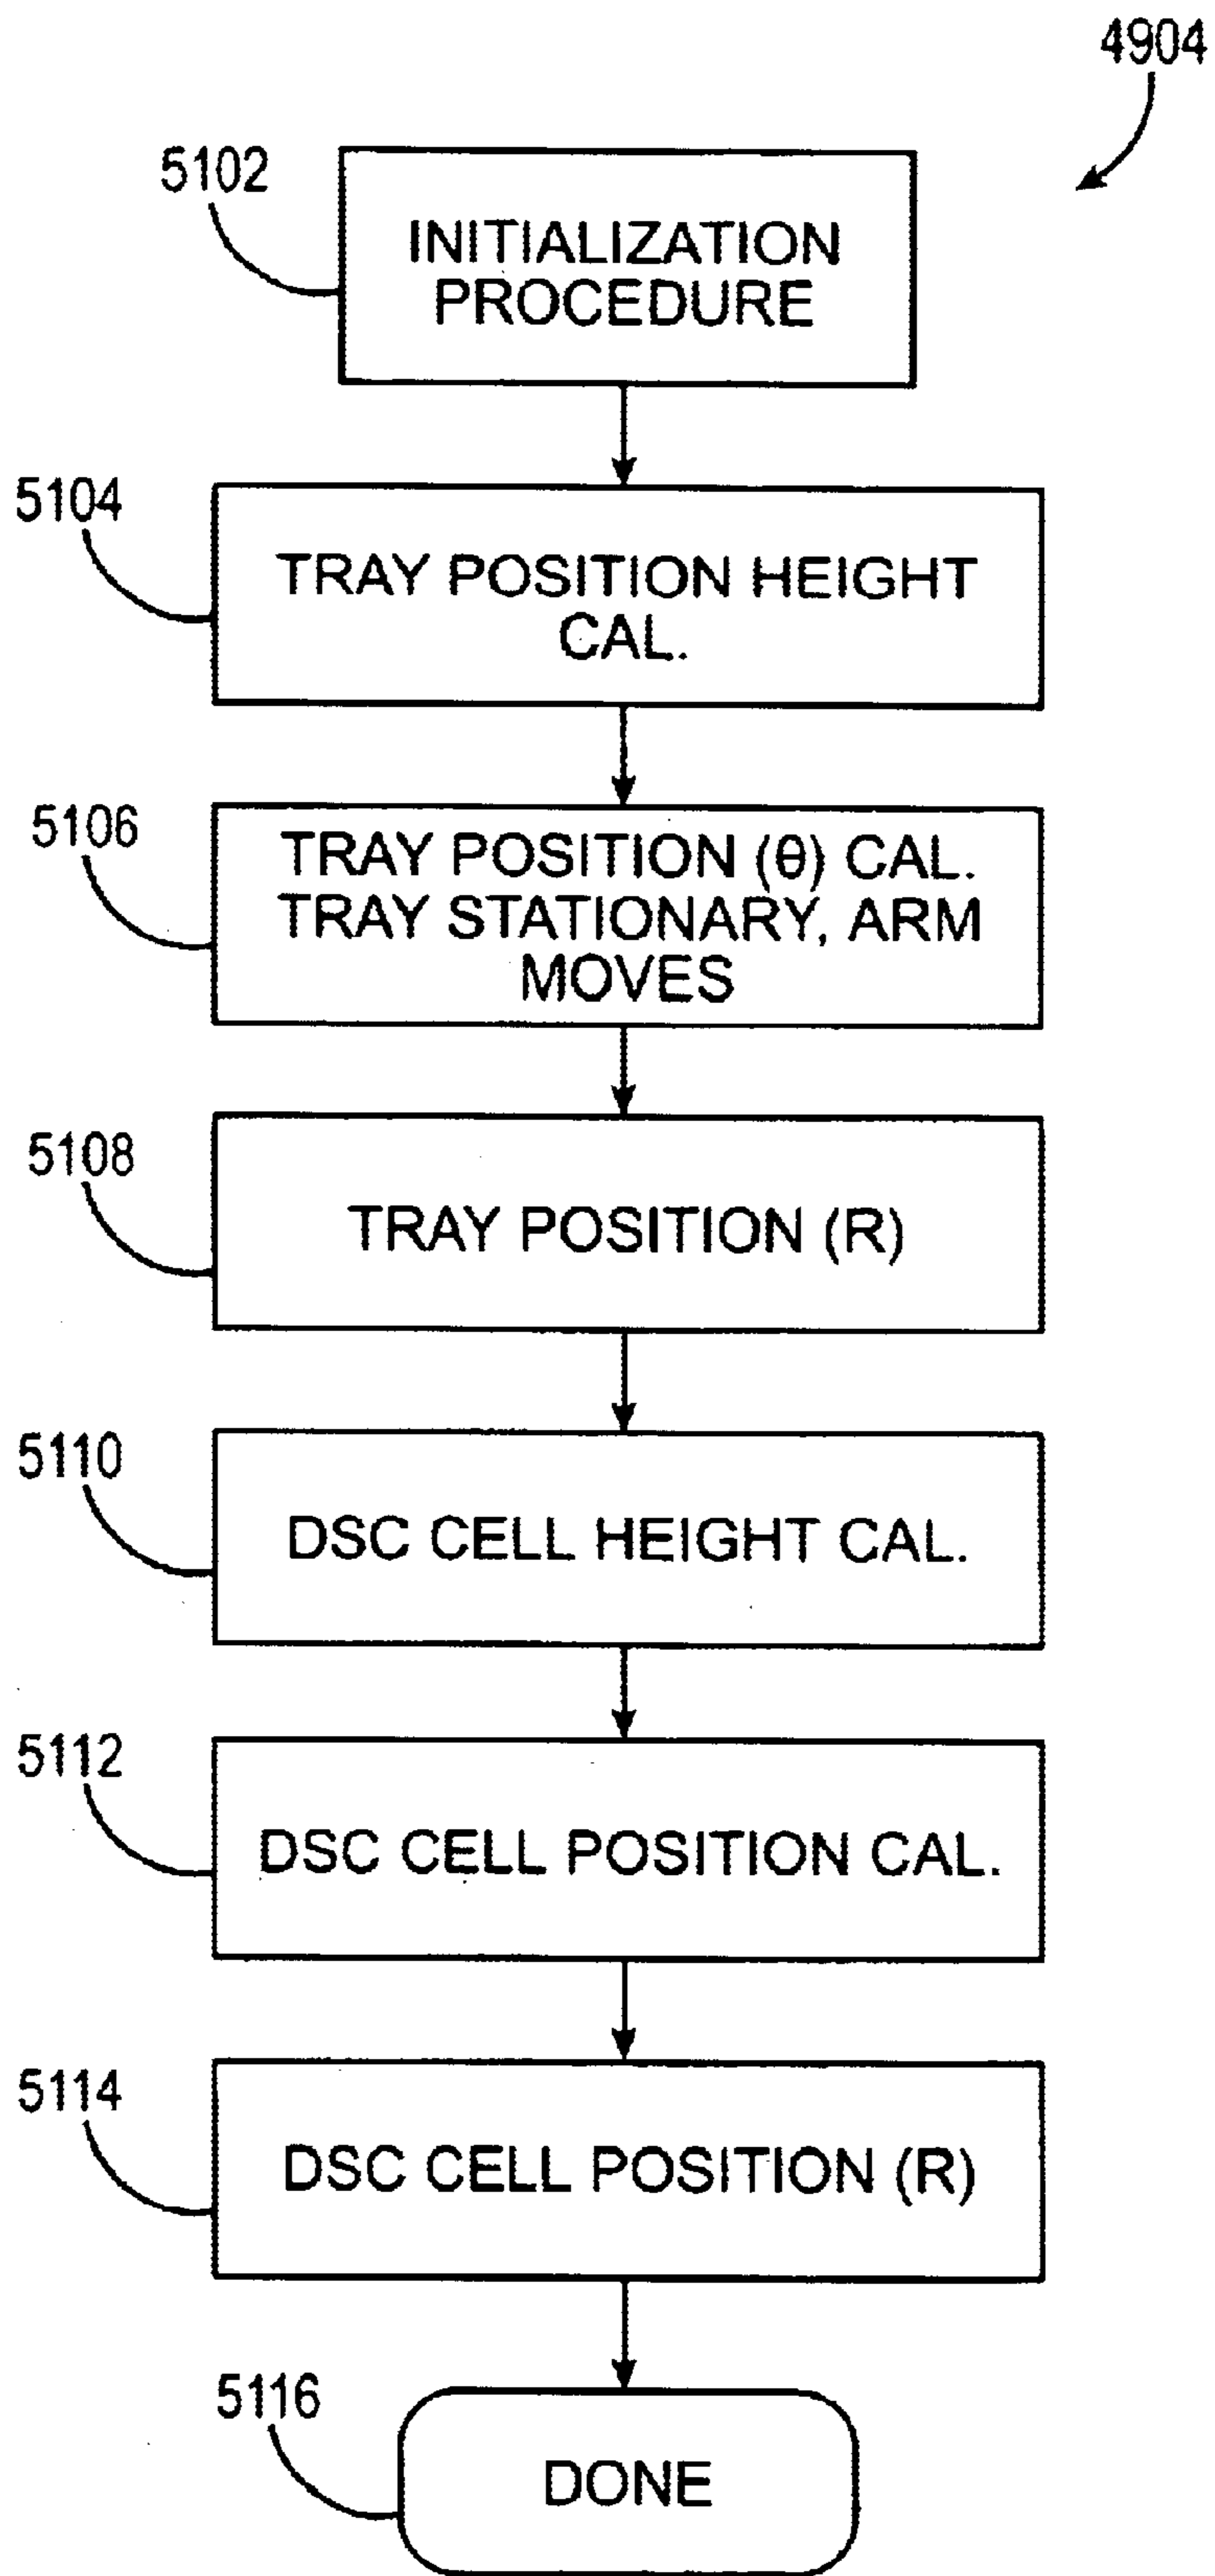 4904
5102
INITIALIZATION
PROCEDURE
5104
TRAY POSITION HEIGHT
CAL.
5106
TRAY POSITION (θ) CAL.
TRAY STATIONARY, ARM
MOVES
5108
TRAY POSITION (R)
5110
DSC CELL HEIGHT CAL.
5112
DSC CELL POSITION CAL.
5114
DSC CELL POSITION (R)
5116
DONE